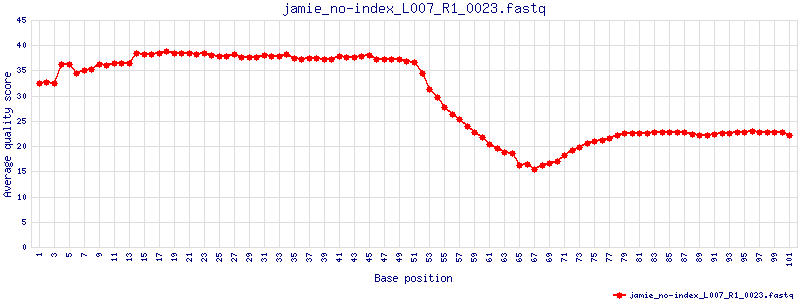 jamie_no-index_L007_R1_0023.fastq
Average quality score
45
40
35
30
25
20
15
10
5
0
1 3 5 7 9 11 13 15 17 19 21 23 25 27 29 31 33 35 37 39 41 43 45 47 49 51 53 55 57 59 61 63 65 67 69 71 73 75 77 79 81 83 85 87 89 91 93 95 97 99 101
Base position
jamie_no-index_L007_R1_0023.fastq